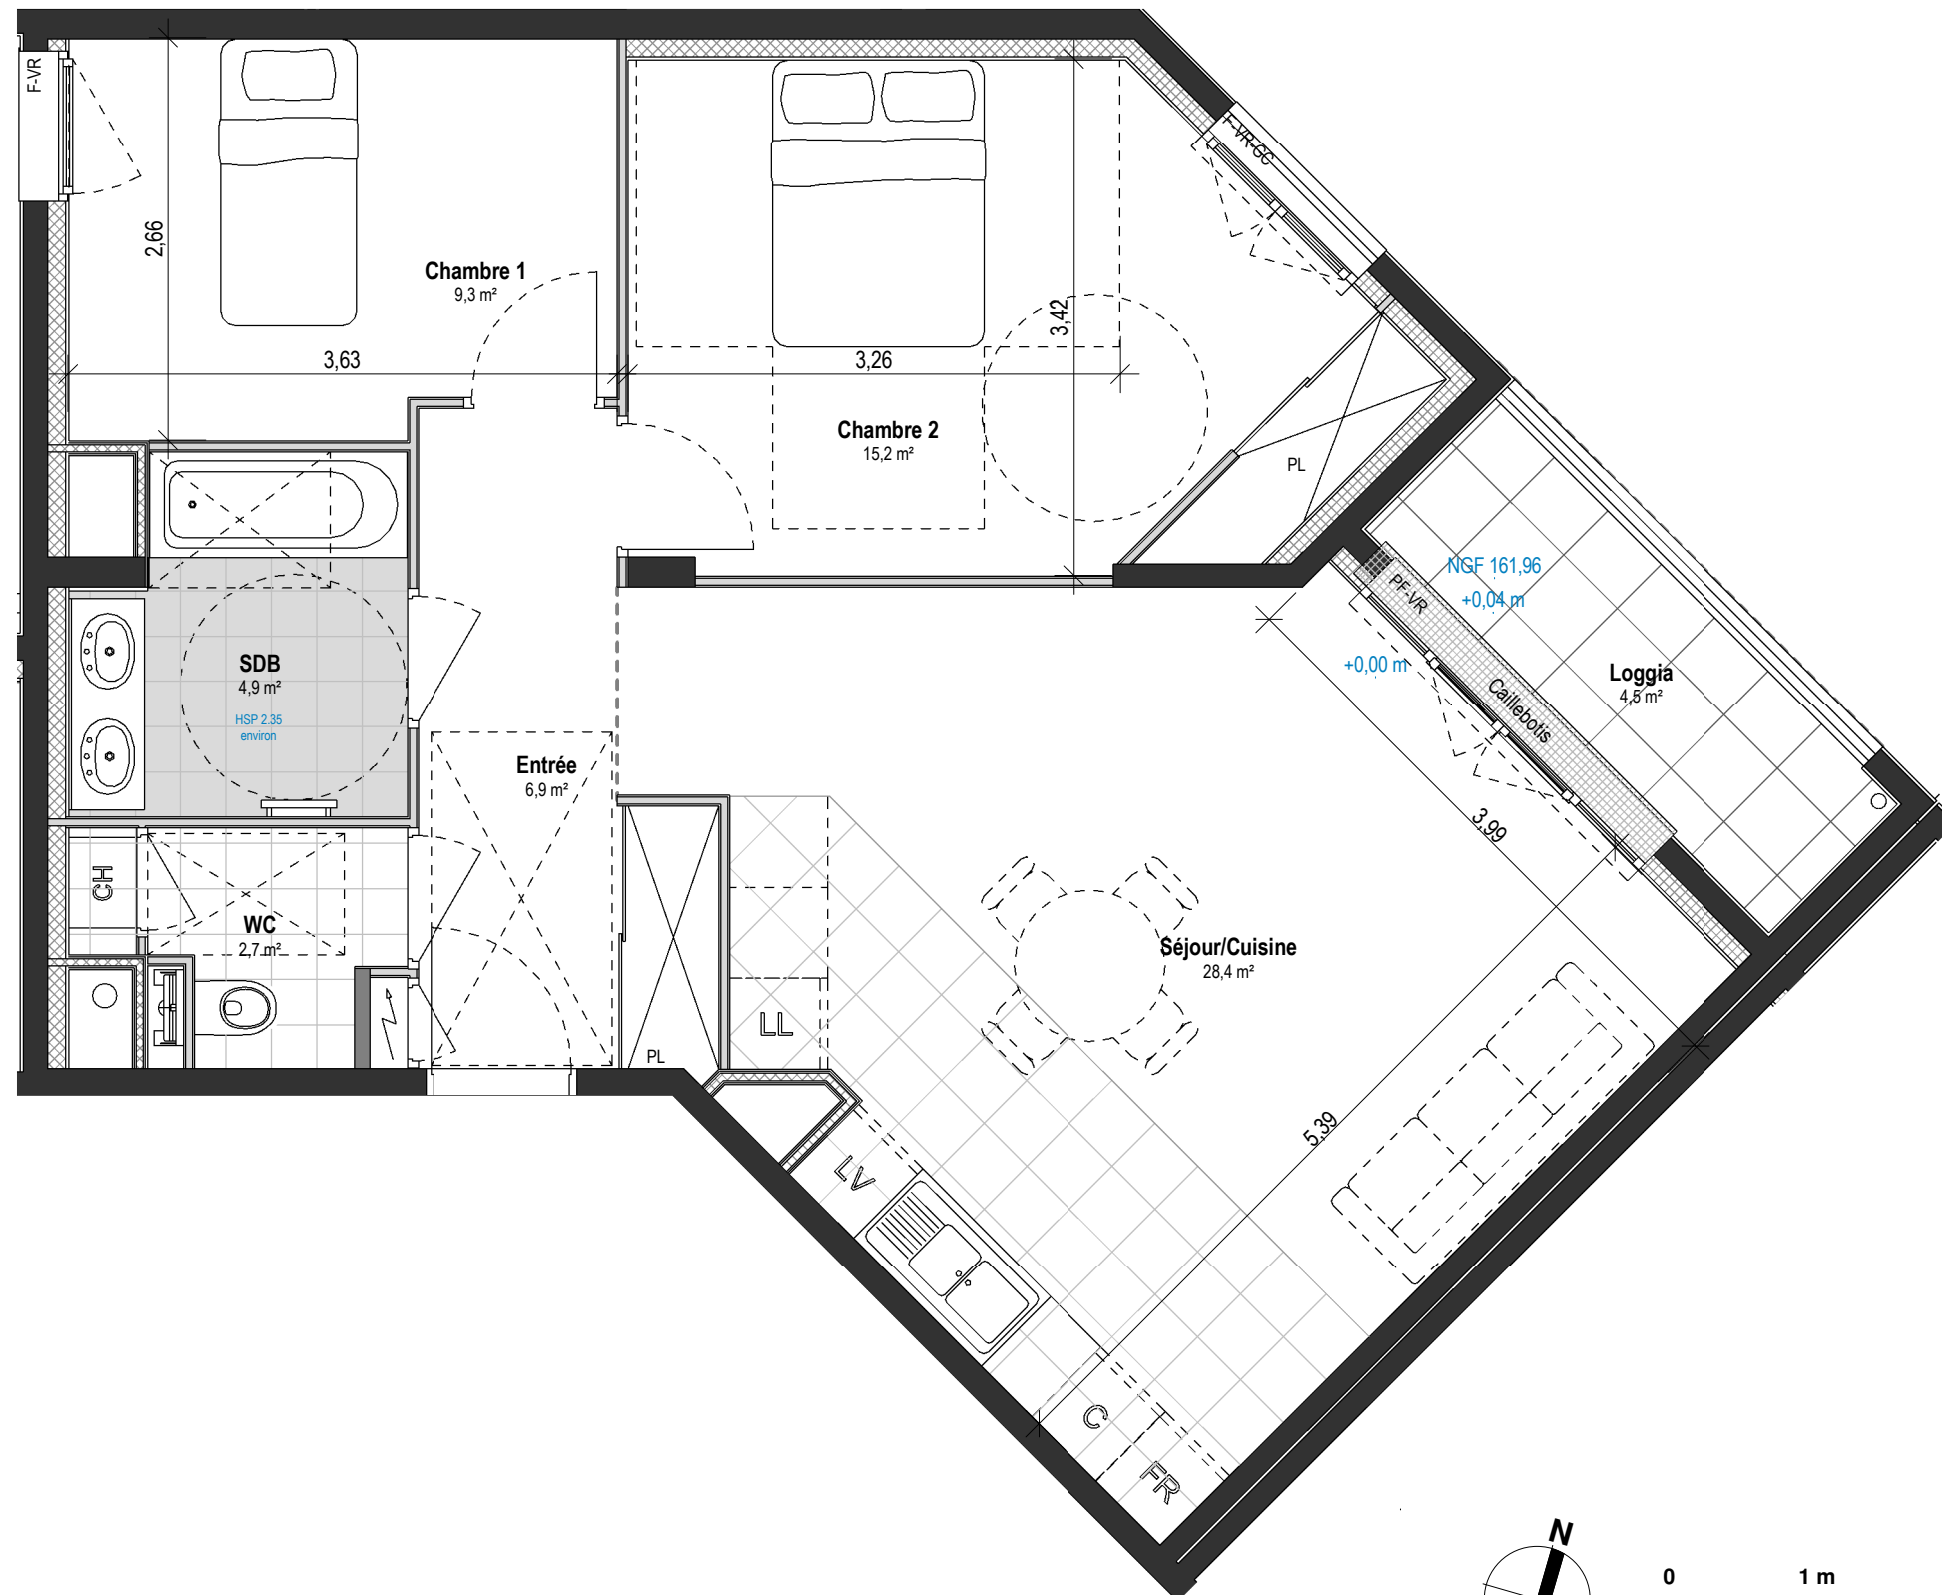 F-VR
F-VR-GC
2,66
Chambre 1
9,3 m²
3,63
3,42
3,26
Chambre 2
15,2 m²
PL
NGF 161,96
+0,04 m
PF-VR
+0,00 m
Loggia
4,5 m²
Caillebotis
SDB
4,9 m²
HSP 2.35
environ
Entrée
6,9 m²
3,99
CH
WC
2,7 m²
Séjour/Cuisine
28,4 m²
LL
PL
5,39
LV
C
FR
N
0 1 m